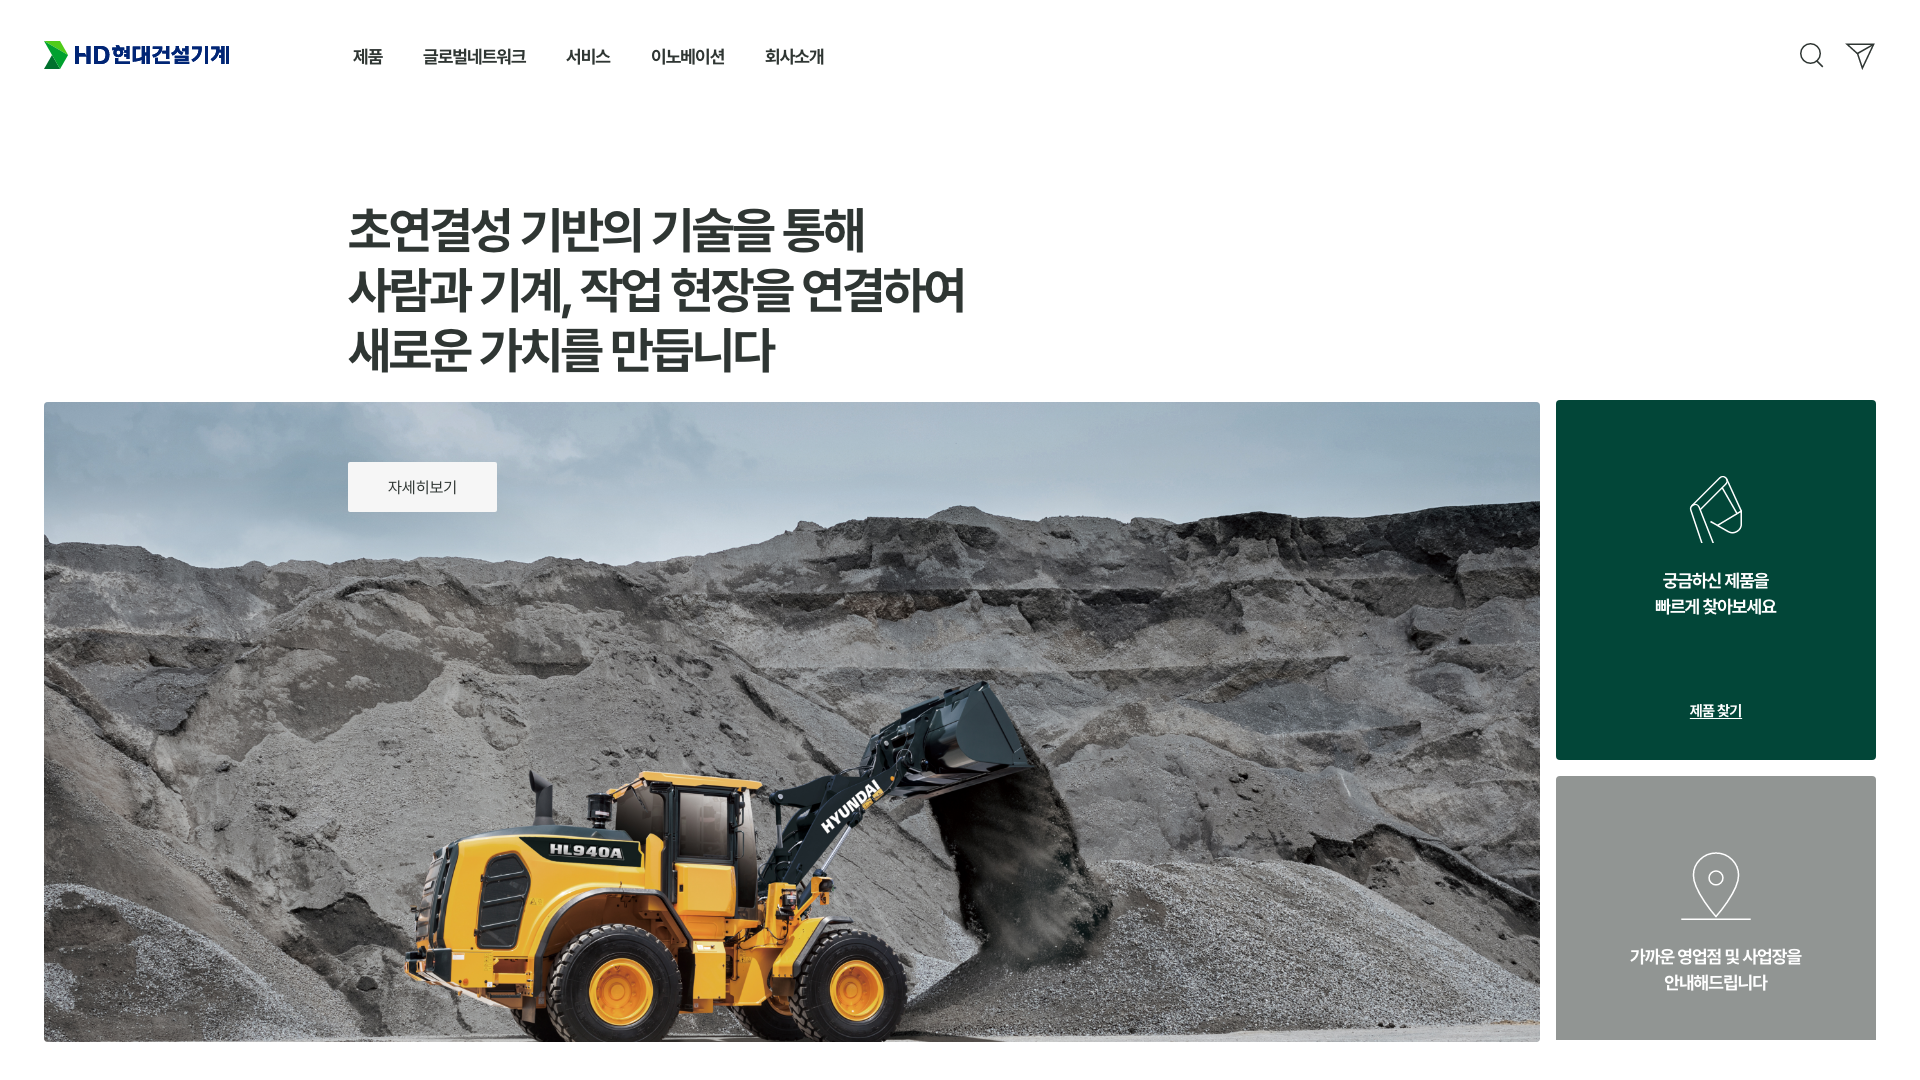 HD현대건설기계
제품
글로벌네트워크
서비스
이노베이션
회사소개
초연결성 기반의 기술을 통해
사람과 기계, 작업 현장을 연결하여
새로운 가치를 만듭니다
자세히보기
HYUNDAI
HL940A
궁금하신 제품을
빠르게 찾아보세요
제품 찾기
가까운 영업점 및 사업장을
안내해드립니다